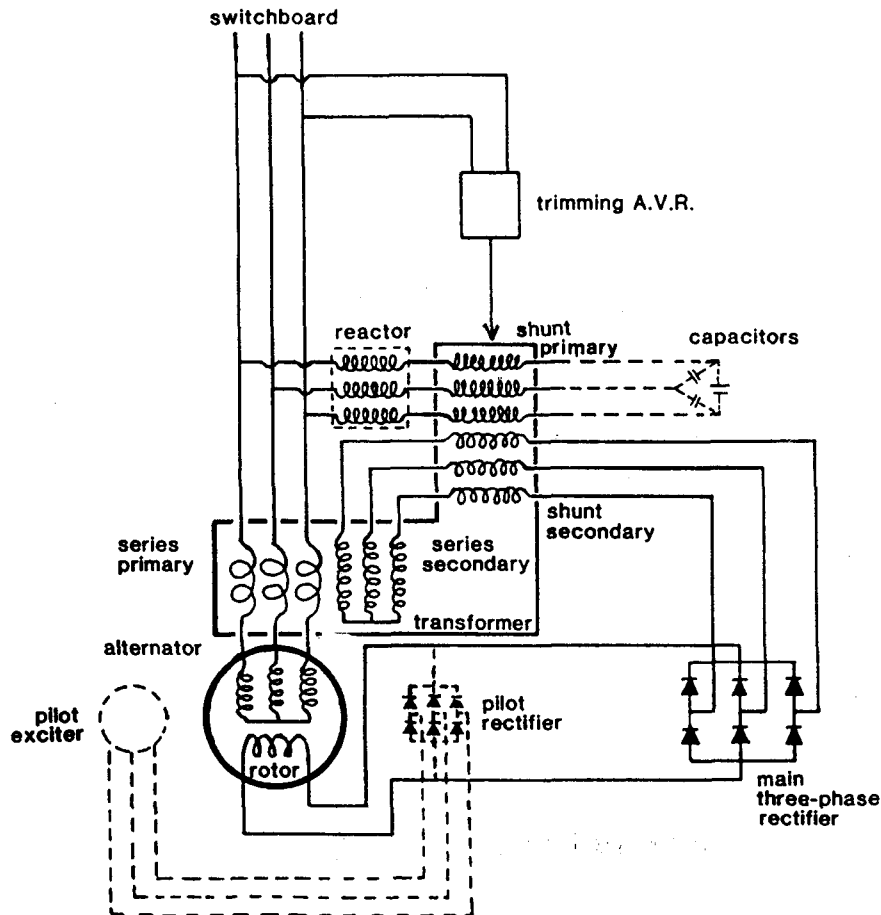 switchboard
trimming A.V.R.
reactor
shunt
primary
capacitors
shunt
secondary
series
primary
series
secondary
transformer
alternator
pilot
exciter
pilot
rectifier
rotor
main
three-phase
rectifier